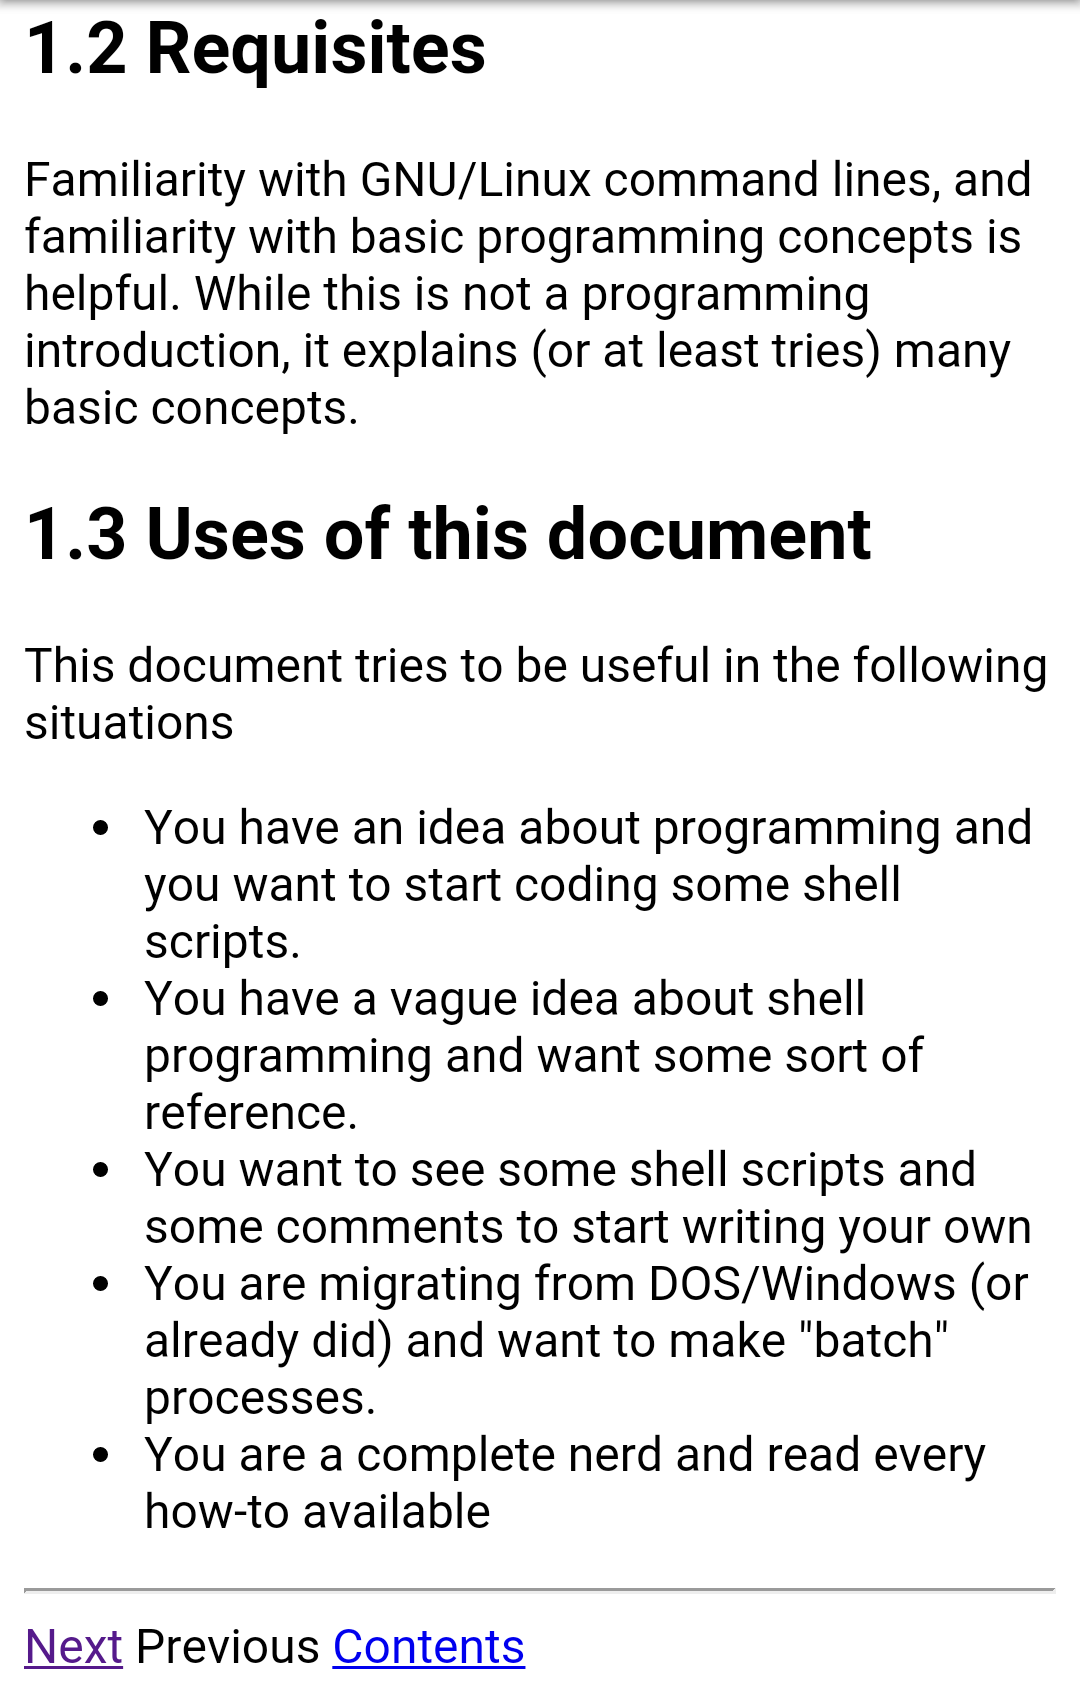 1.2 Requisites
Familiarity with GNU/Linux command lines, and
familiarity with basic programming concepts is
helpful. While this is not a programming
introduction, it explains (or at least tries) many
basic concepts.
1.3 Uses of this document
This document tries to be useful in the following
situations
• You have an idea about programming and
you want to start coding some shell
scripts.
• You have a vague idea about shell
programming and want some sort of
reference.
• You want to see some shell scripts and
some comments to start writing your own
• You are migrating from DOS/Windows (or
already did) and want to make "batch"
processes.
• You are a complete nerd and read every
how-to available
Next Previous Contents